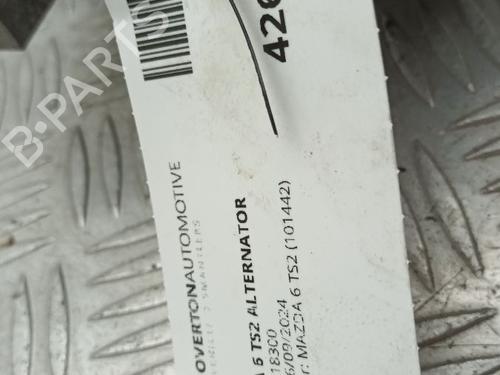 B-PARTS
426
OVERTONAUTOMOTIVE
6 TS2 ALTERNATOR
18300
6/09/2024
: MAZDA 6 TS2 (101442)